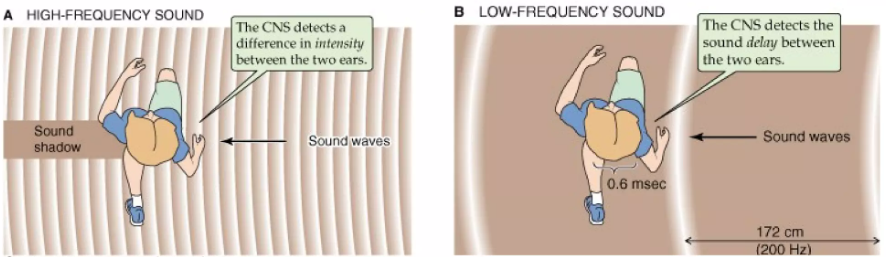 A HIGH-FREQUENCY SOUND
The CNS detects a
difference in intensity
between the two ears.
Sound
shadow
Sound waves
B LOW-FREQUENCY SOUND
The CNS detects the
sound delay between
the two ears.
Sound waves
0.6 msec
172 cm
(200 Hz)